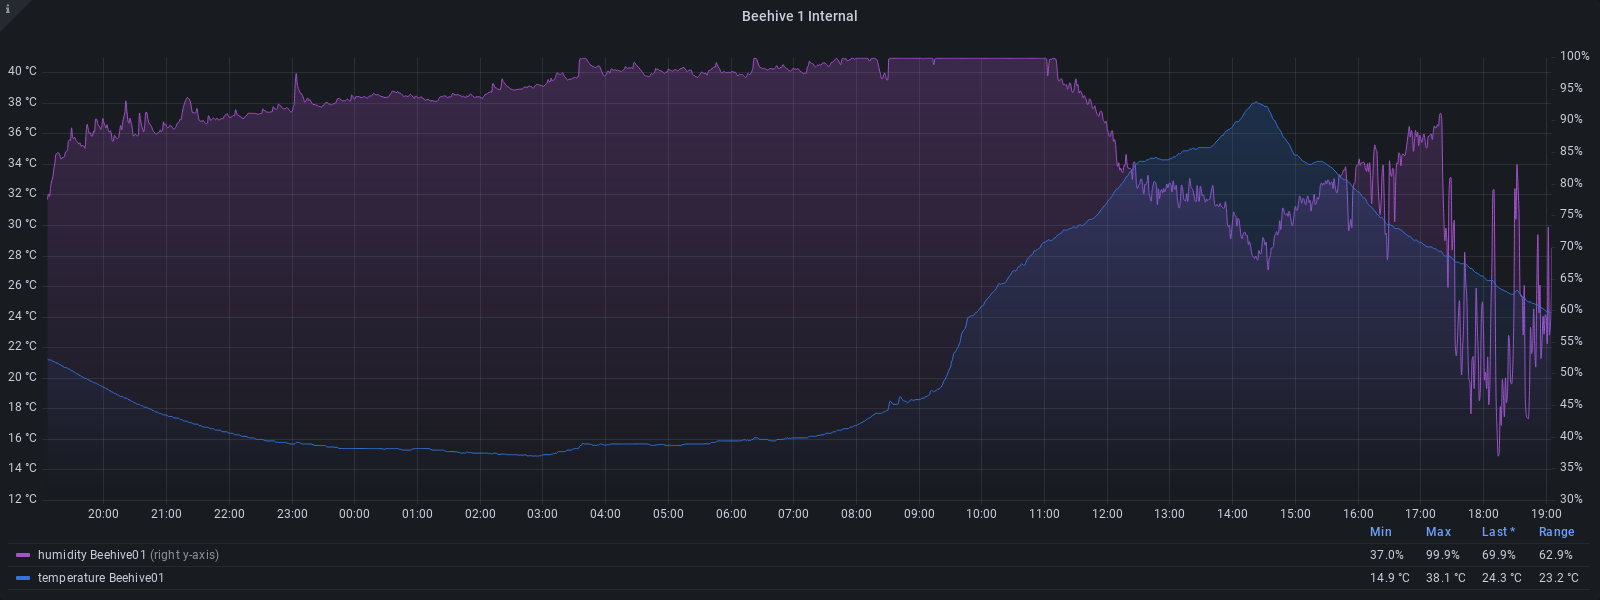 i
Beehive 1 Internal
40 °C
38 °C
36 °C
34 °C
32 °C
30 °C
28 °C
26 °C
24 °C
22 °C
20 °C
18 °C
16 °C
14 °C
12 °C
100%
95%
90%
85%
80%
75%
70%
65%
60%
55%
50%
45%
40%
35%
30%
20:00 21:00 22:00 23:00 00:00 01:00 02:00 03:00 04:00 05:00 06:00 07:00 08:00 09:00 10:00 11:00 12:00 13:00 14:00 15:00 16:00 17:00 18:00 19:00
Min Max Last * Range
humidity Beehive01 (right y-axis) 37.0% 99.9% 69.9% 62.9%
temperature Beehive01 14.9 °C 38.1 °C 24.3 °C 23.2 °C